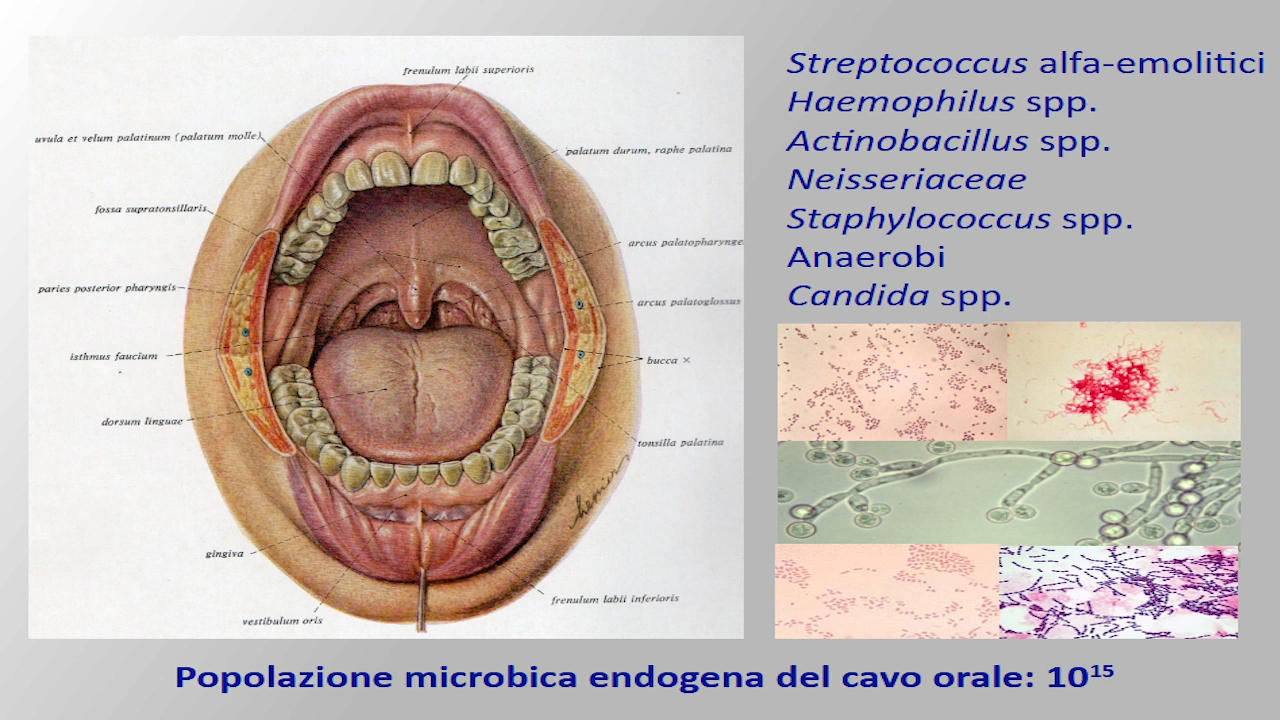 frenulum labii superioris
uvula et velum palatinum (palatum molle)
palatum durum, raphe palatina
fossa supratonsillaris
arcus palatopharynge
paries posterior pharyngis
arcus palatoglossus
isthmus faucium
bucca ×
dorsum linguae
tonsilla palatina
gingiva
frenulum labii inferioris
vestibulum oris
Streptococcus alfa-emolitici
Haemophilus spp.
Actinobacillus spp.
Neisseriaceae
Staphylococcus spp.
Anaerobi
Candida spp.
Popolazione microbica endogena del cavo orale: 10¹⁵